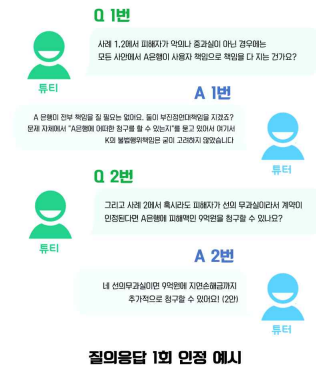 Q 1번
사례 1,2에서 피해자가 악의나 중과실이 아닌 경우에는
모든 사안에서 A은행이 사용자 책임으로 책임을 다 지는 건가요?
튜티
A 1번
A 은행이 전부 책임을 질 필요는 없어요. 둘이 부진정연대책임을 지겠죠?
문제 자체에서 "A은행에 어떠한 청구를 할 수 있는지"를 묻고 있어서 여기서
K의 불법행위책임은 굳이 고려하지 않았습니다
튜터
Q 2번
그리고 사례 2에서 혹시라도 피해자가 선의 무과실이라서 계약이
인정된다면 A은행에 피해액인 9억원을 청구할 수 있나요?
튜티
A 2번
네 선의무과실이면 9억원에 지연손해금까지
추가적으로 청구할 수 있어요! (2만)
튜터
질의응답 1회 인정 예시